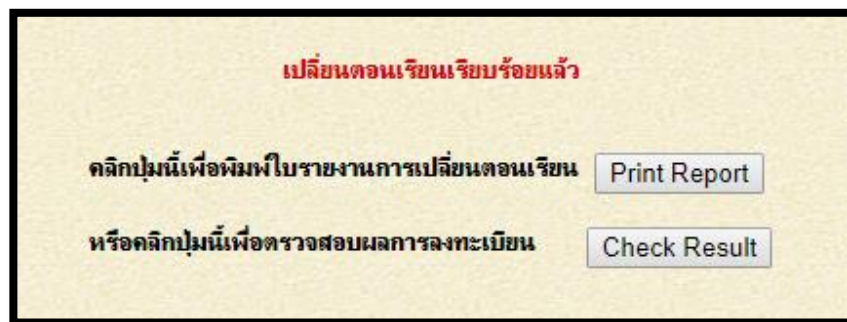 เปลี่ยนตอนเรียนเรียบร้อยแล้ว
คลิกปุ่มนี้เพื่อพิมพ์ใบรายงานการเปลี่ยนตอนเรียน Print Report
หรือคลิกปุ่มนี้เพื่อตรวจสอบผลการลงทะเบียน Check Result